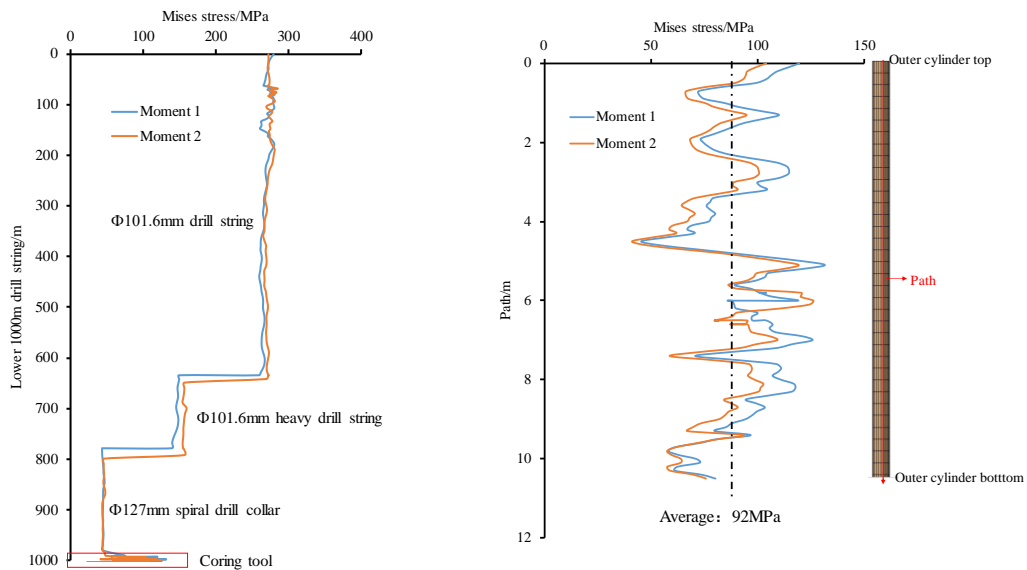 Mises stress/MPa
0 100 200 300 400
0
100
200
300
400
500
600
700
800
900
1000
Lower 1000m drill string/m
Moment 1
Moment 2
Φ101.6mm drill string
Φ101.6mm heavy drill string
Φ127mm spiral drill collar
Coring tool
Mises stress/MPa
0 50 100 150
0
2
4
6
8
10
12
Path/m
Moment 1
Moment 2
Average：92MPa
Outer cylinder top
Path
Outer cylinder botttom